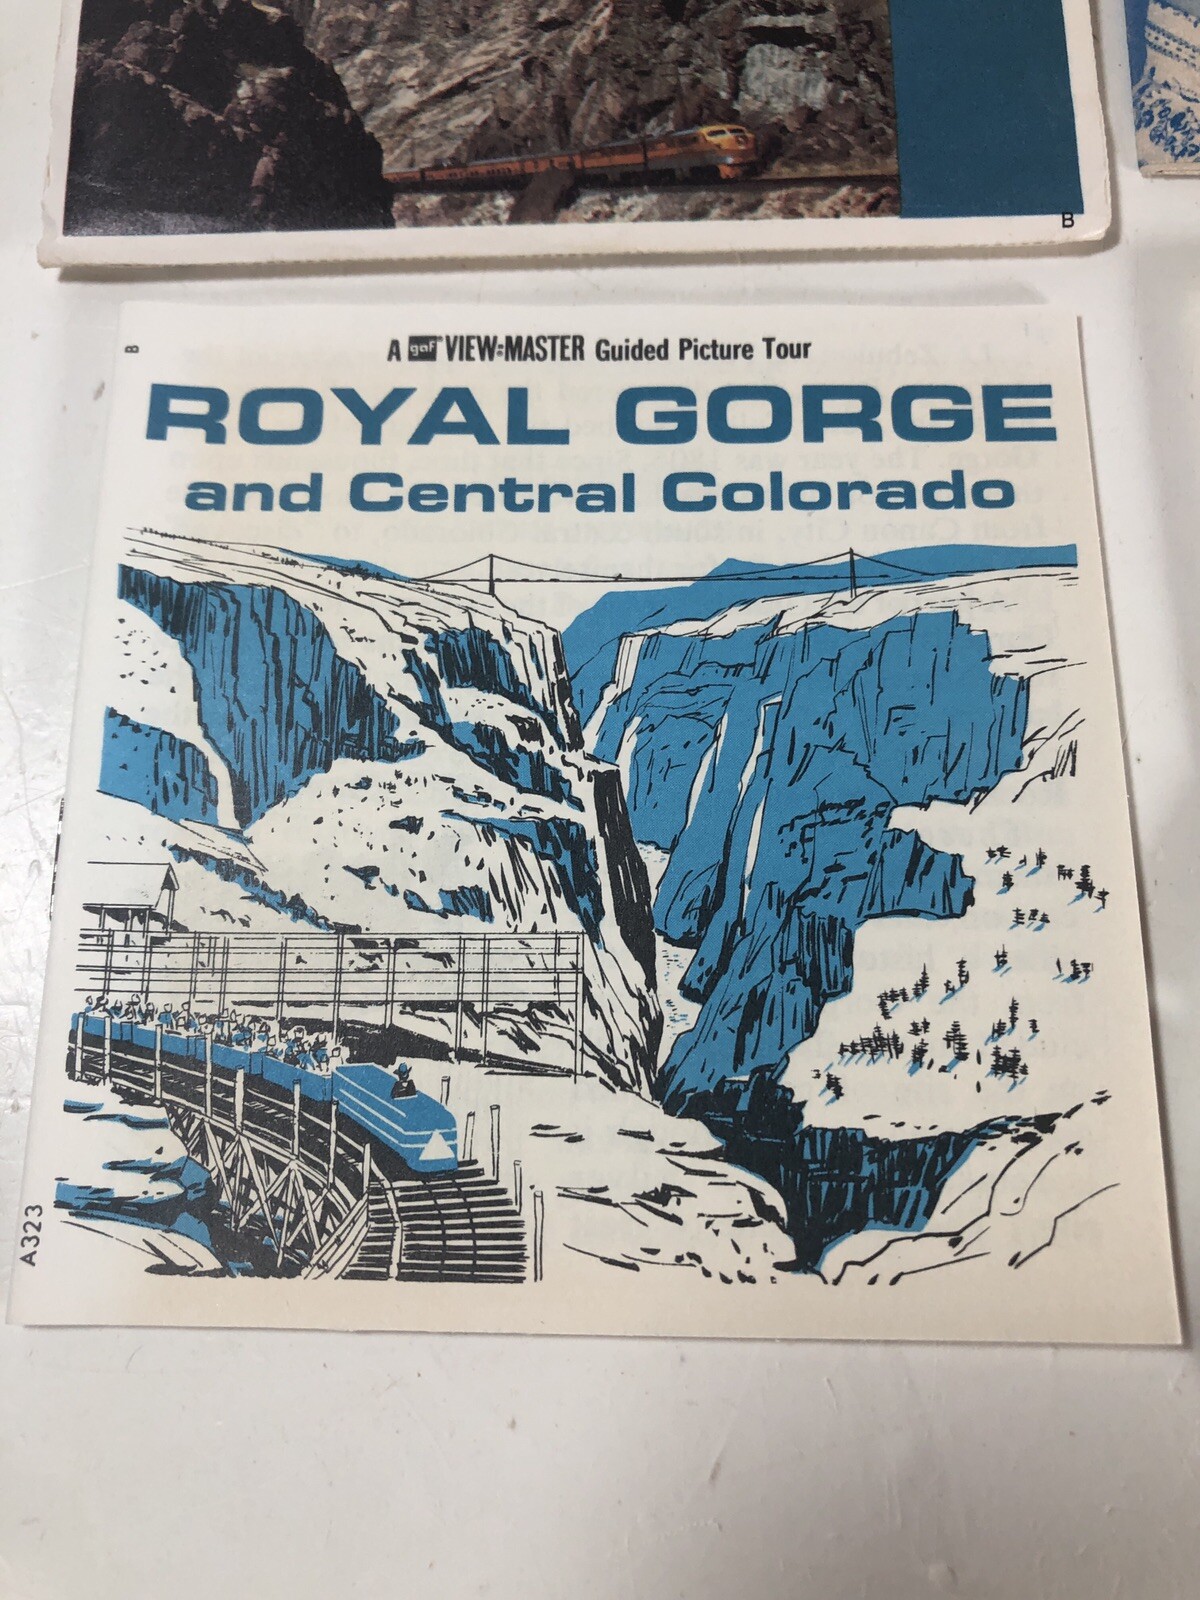 B
B
A gaf VIEW-MASTER Guided Picture Tour
ROYAL GORGE
and Central Colorado
A323